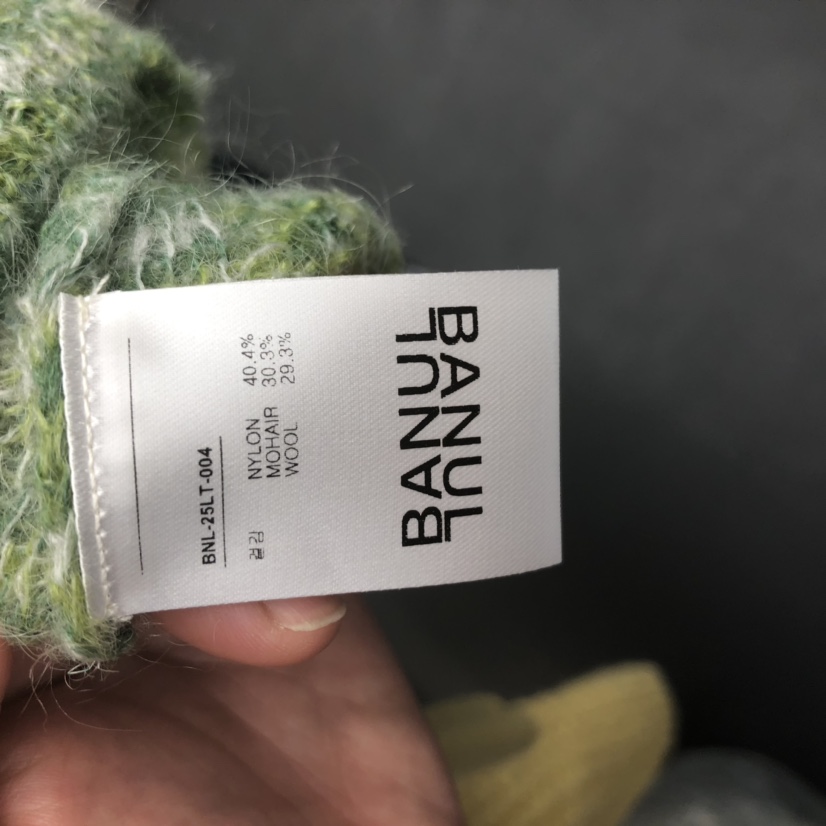 BNL-25LT-004
겉감 NYLON 40.4%
MOHAIR 30.3%
WOOL 29.3%
BANUL
BANUL